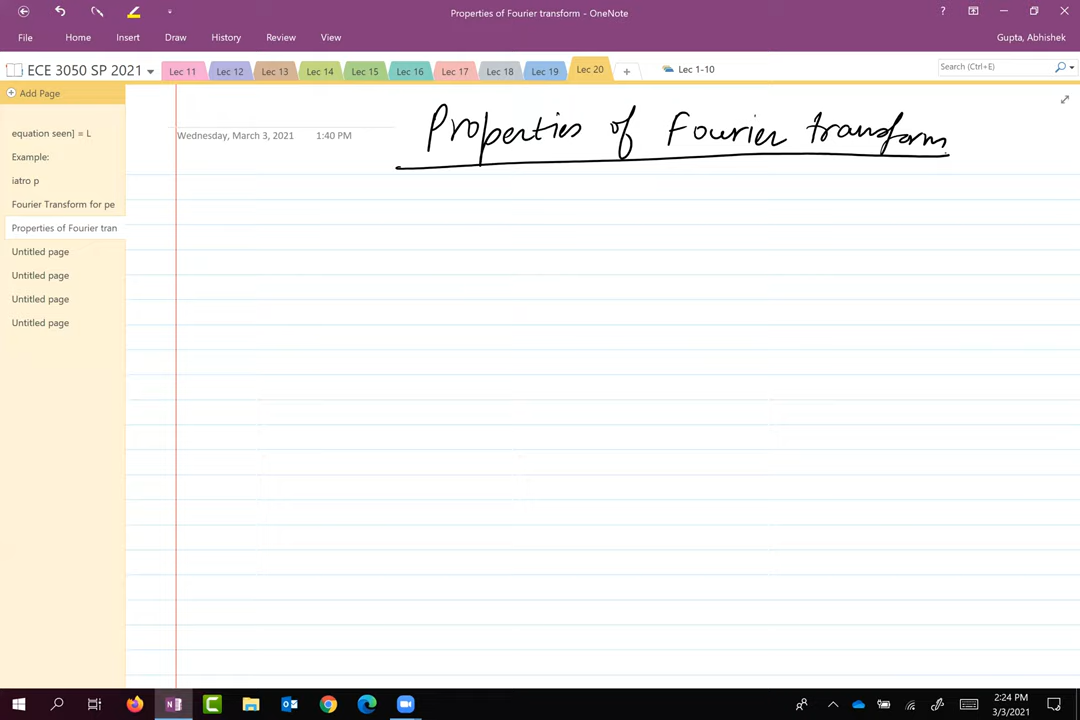 Properties of Fourier transform - OneNote
?
File Home Insert Draw History Review View
Gupta, Abhishek
ECE 3050 SP 2021
Lec 11 Lec 12 Lec 13 Lec 14 Lec 15 Lec 16 Lec 17 Lec 18 Lec 19 Lec 20 + Lec 1-10
Search (Ctrl+E)
Add Page
equation seen] = L
Example:
iatro p
Fourier Transform for pe
Properties of Fourier tran
Untitled page
Untitled page
Untitled page
Untitled page
Properties of Fourier transform
Wednesday, March 3, 2021 1:40 PM
2:24 PM
3/3/2021